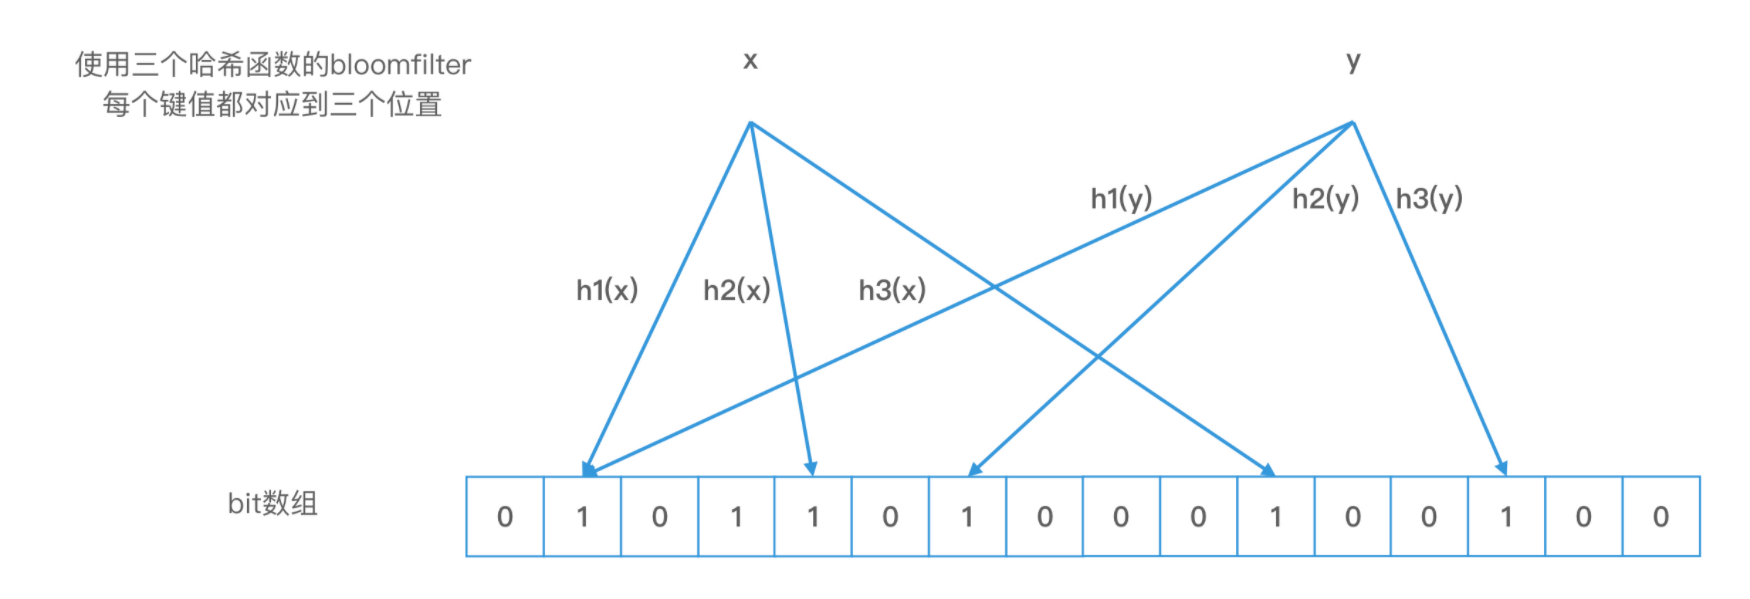 使用三个哈希函数的bloomfilter
每个键值都对应到三个位置
x
y
h1(y)
h2(y)
h3(y)
h1(x)
h2(x)
h3(x)
bit数组
0 1 0 1 1 0 1 0 0 0 1 0 0 1 0 0